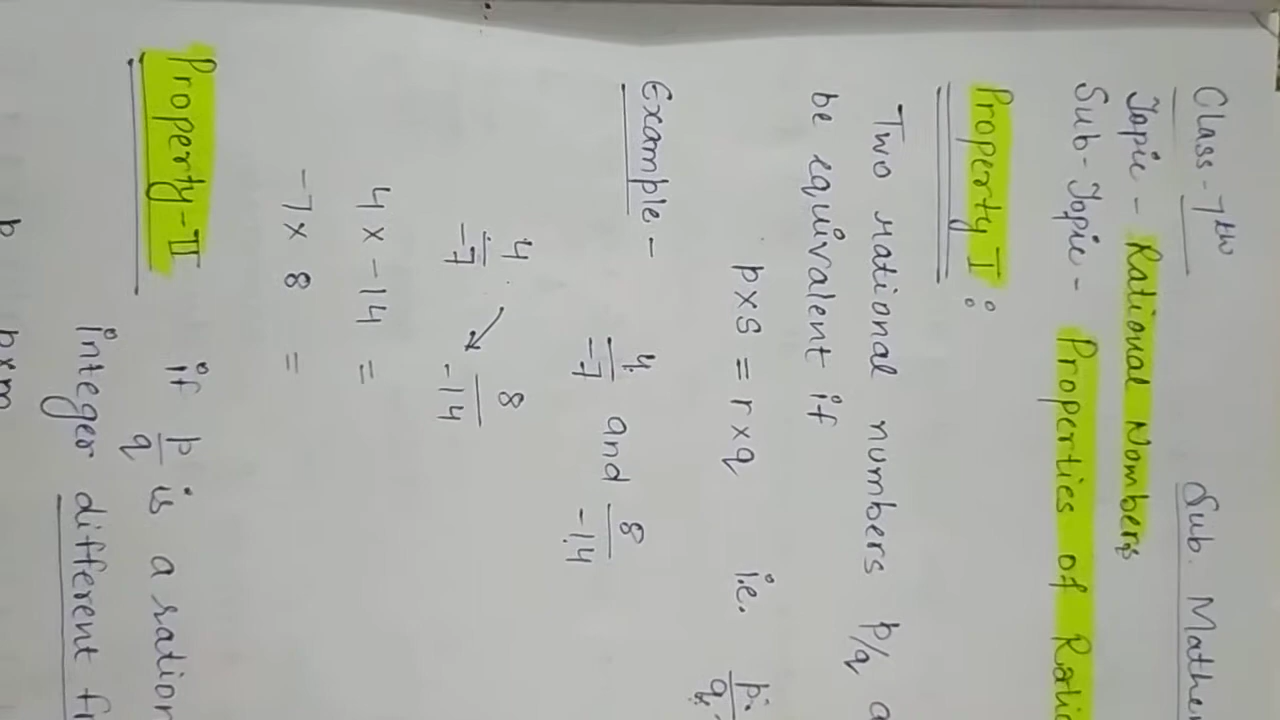 Class - 7th Sub. Mathe
Topic - Rational Nombers
Sub-Topic - Properties of Ratio
Property I :
Two rational numbers p/q a
be equivalent if
p×s = r×q i.e. p/q
Example -
4/-7 and 8/-14
4/-7 ↘ 8/-14
4 × -14 =
-7 × 8 =
Property-II if p/q is a ration
integer different f
p p×m